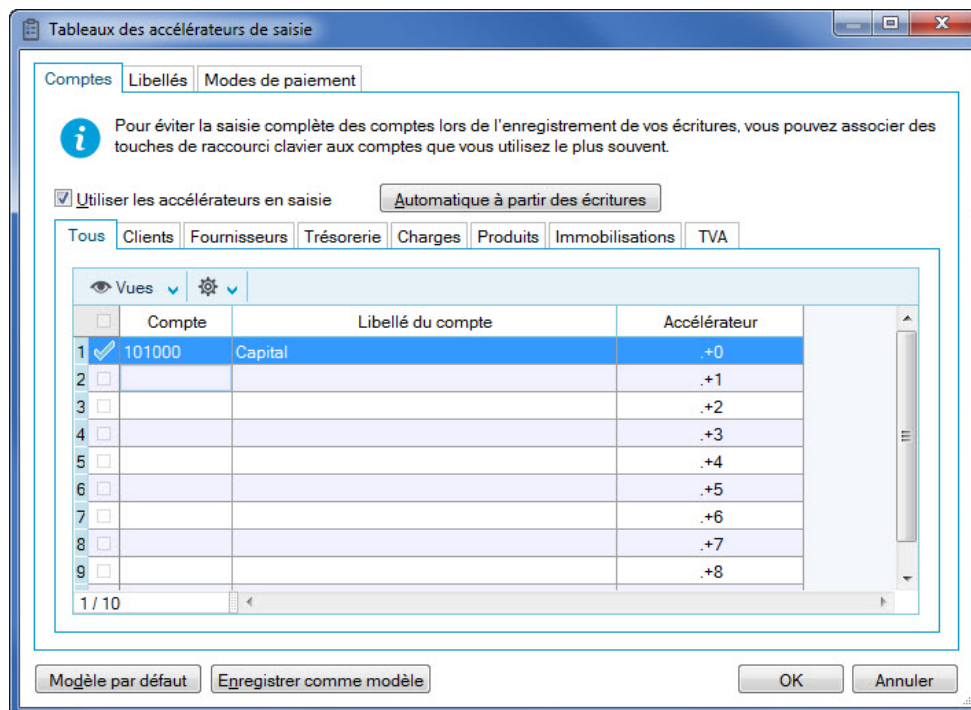 Tableaux des accélérateurs de saisie
Comptes Libellés Modes de paiement
Pour éviter la saisie complète des comptes lors de l'enregistrement de vos écritures, vous pouvez associer des
touches de raccourci clavier aux comptes que vous utilisez le plus souvent.
Utiliser les accélérateurs en saisie Automatique à partir des écritures
Tous Clients Fournisseurs Trésorerie Charges Produits Immobilisations TVA
Vues
Compte Libellé du compte Accélérateur
1 101000 Capital .+0
2 .+1
3 .+2
4 .+3
5 .+4
6 .+5
7 .+6
8 .+7
9 .+8
1 / 10
Modèle par défaut Enregistrer comme modèle OK Annuler